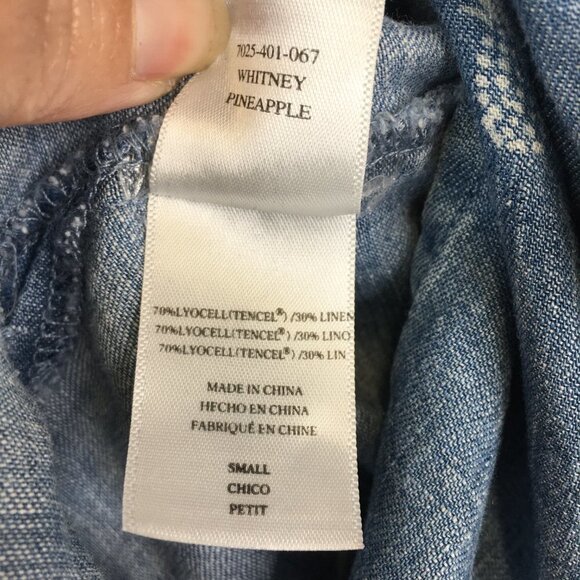 7025-401-067
WHITNEY
PINEAPPLE
70%LYOCELL(TENCEL®) /30% LINEN
70%LYOCELL(TENCEL®) /30% LINO
70%LYOCELL(TENCEL®) /30% LIN
MADE IN CHINA
HECHO EN CHINA
FABRIQUÉ EN CHINE
SMALL
CHICO
PETIT